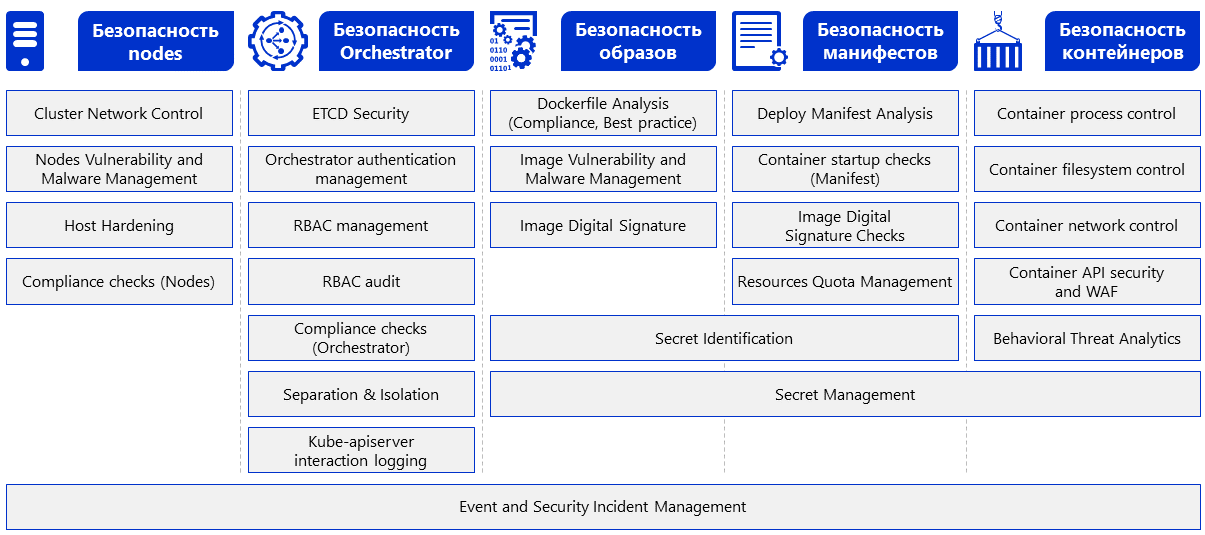 Безопасность
nodes
Безопасность
Orchestrator
01
0110
0001
01101
Безопасность
образов
Безопасность
манифестов
Безопасность
контейнеров
Cluster Network Control
Nodes Vulnerability and
Malware Management
Host Hardening
Compliance checks (Nodes)
ETCD Security
Orchestrator authentication
management
RBAC management
RBAC audit
Compliance checks
(Orchestrator)
Separation & Isolation
Kube-apiserver
interaction logging
Dockerfile Analysis
(Compliance, Best practice)
Image Vulnerability and
Malware Management
Image Digital Signature
Deploy Manifest Analysis
Container startup checks
(Manifest)
Image Digital
Signature Checks
Resources Quota Management
Container process control
Container filesystem control
Container network control
Container API security
and WAF
Behavioral Threat Analytics
Secret Identification
Secret Management
Event and Security Incident Management